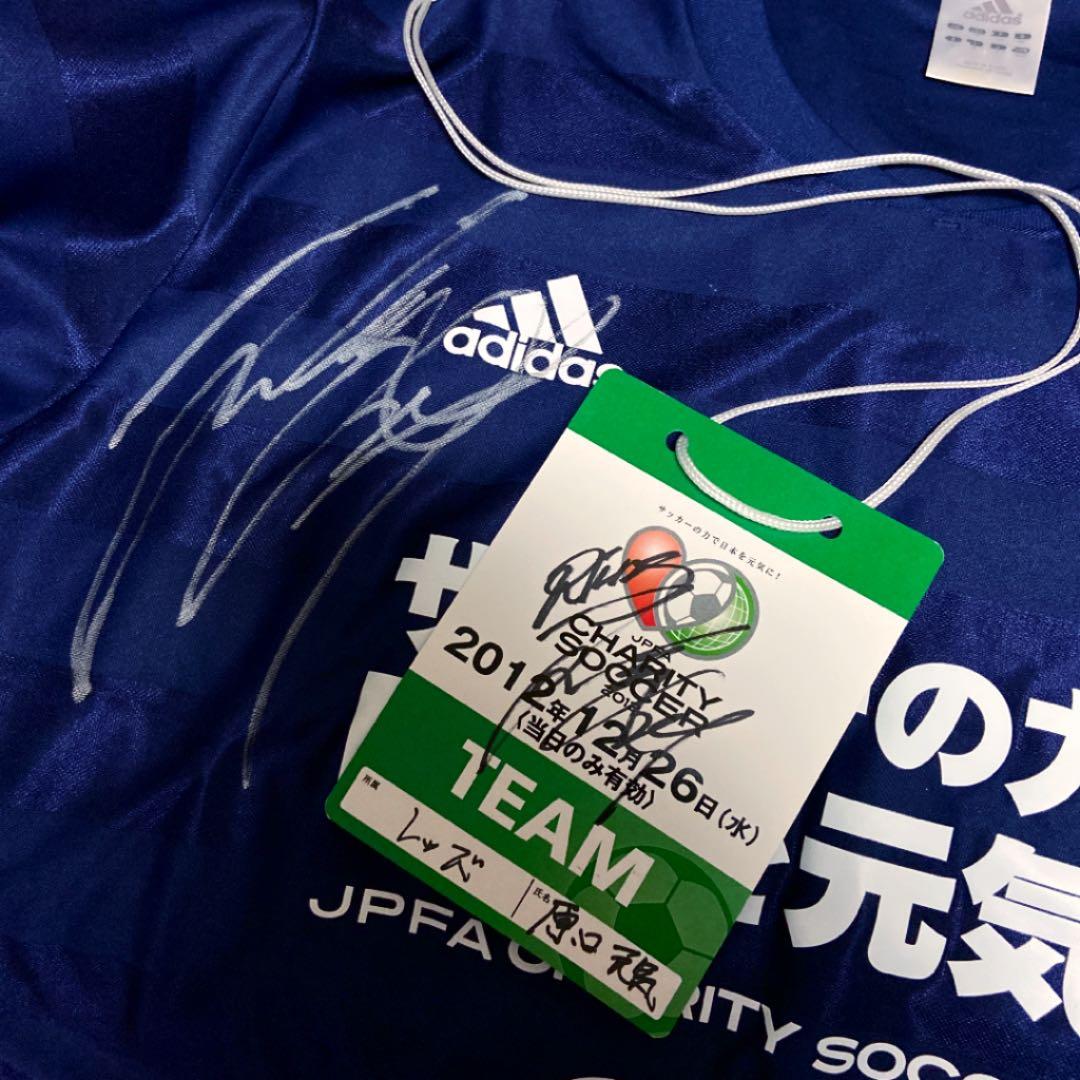 adidas
adidas
サッカーの力で日本を元気に!
JPFA
CHARITY
SOCCER
2012
2012年12月26日(水)
(当日のみ有効)
TEAM
所属
レッズ
氏名
原口元気
サ
のカ
元気
JPFA
RITY SOCC